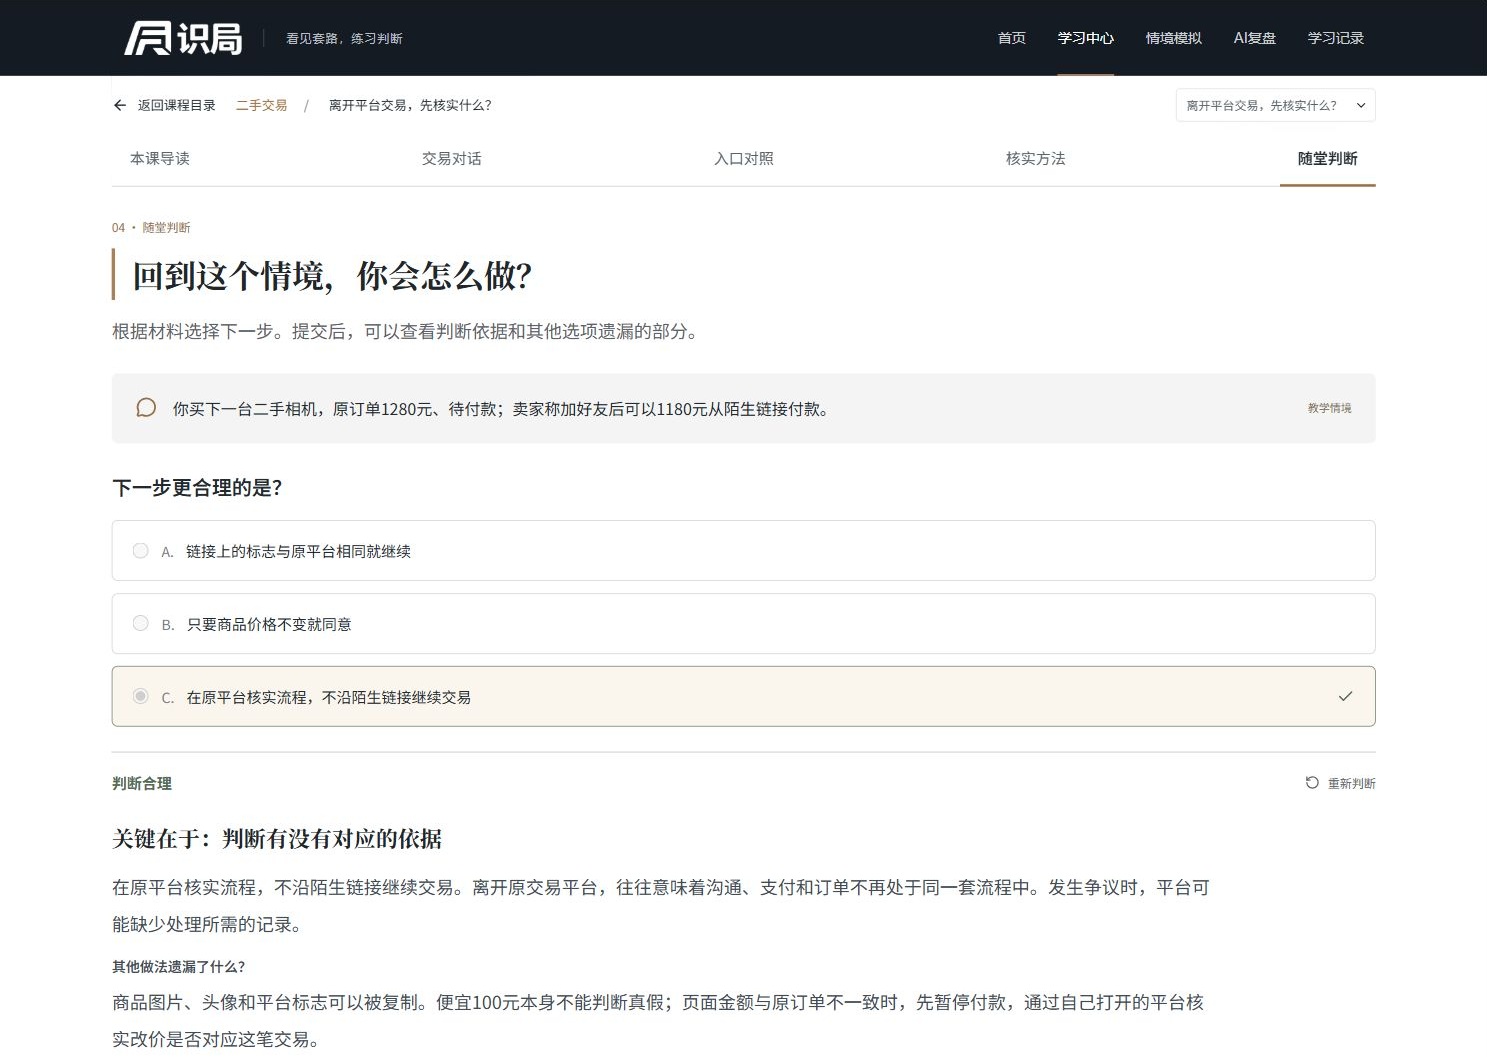 识局
看见套路，练习判断
首页
学习中心
情境模拟
AI复盘
学习记录
返回课程目录
二手交易 / 离开平台交易，先核实什么？
离开平台交易，先核实什么？
本课导读
交易对话
入口对照
核实方法
随堂判断
04 · 随堂判断
回到这个情境，你会怎么做？
根据材料选择下一步。提交后，可以查看判断依据和其他选项遗漏的部分。
你买下一台二手相机，原订单1280元、待付款；卖家称加好友后可以1180元从陌生链接付款。
教学情境
下一步更合理的是？
A. 链接上的标志与原平台相同就继续
B. 只要商品价格不变就同意
C. 在原平台核实流程，不沿陌生链接继续交易
判断合理
重新判断
关键在于：判断有没有对应的依据
在原平台核实流程，不沿陌生链接继续交易。离开原交易平台，往往意味着沟通、支付和订单不再处于同一套流程中。发生争议时，平台可
能缺少处理所需的记录。
其他做法遗漏了什么？
商品图片、头像和平台标志可以被复制。便宜100元本身不能判断真假；页面金额与原订单不一致时，先暂停付款，通过自己打开的平台核
实改价是否对应这笔交易。